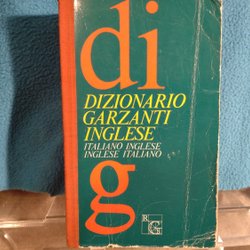 di
DIZIONARIO
GARZANTI
INGLESE
ITALIANO INGLESE
INGLESE ITALIANO
g